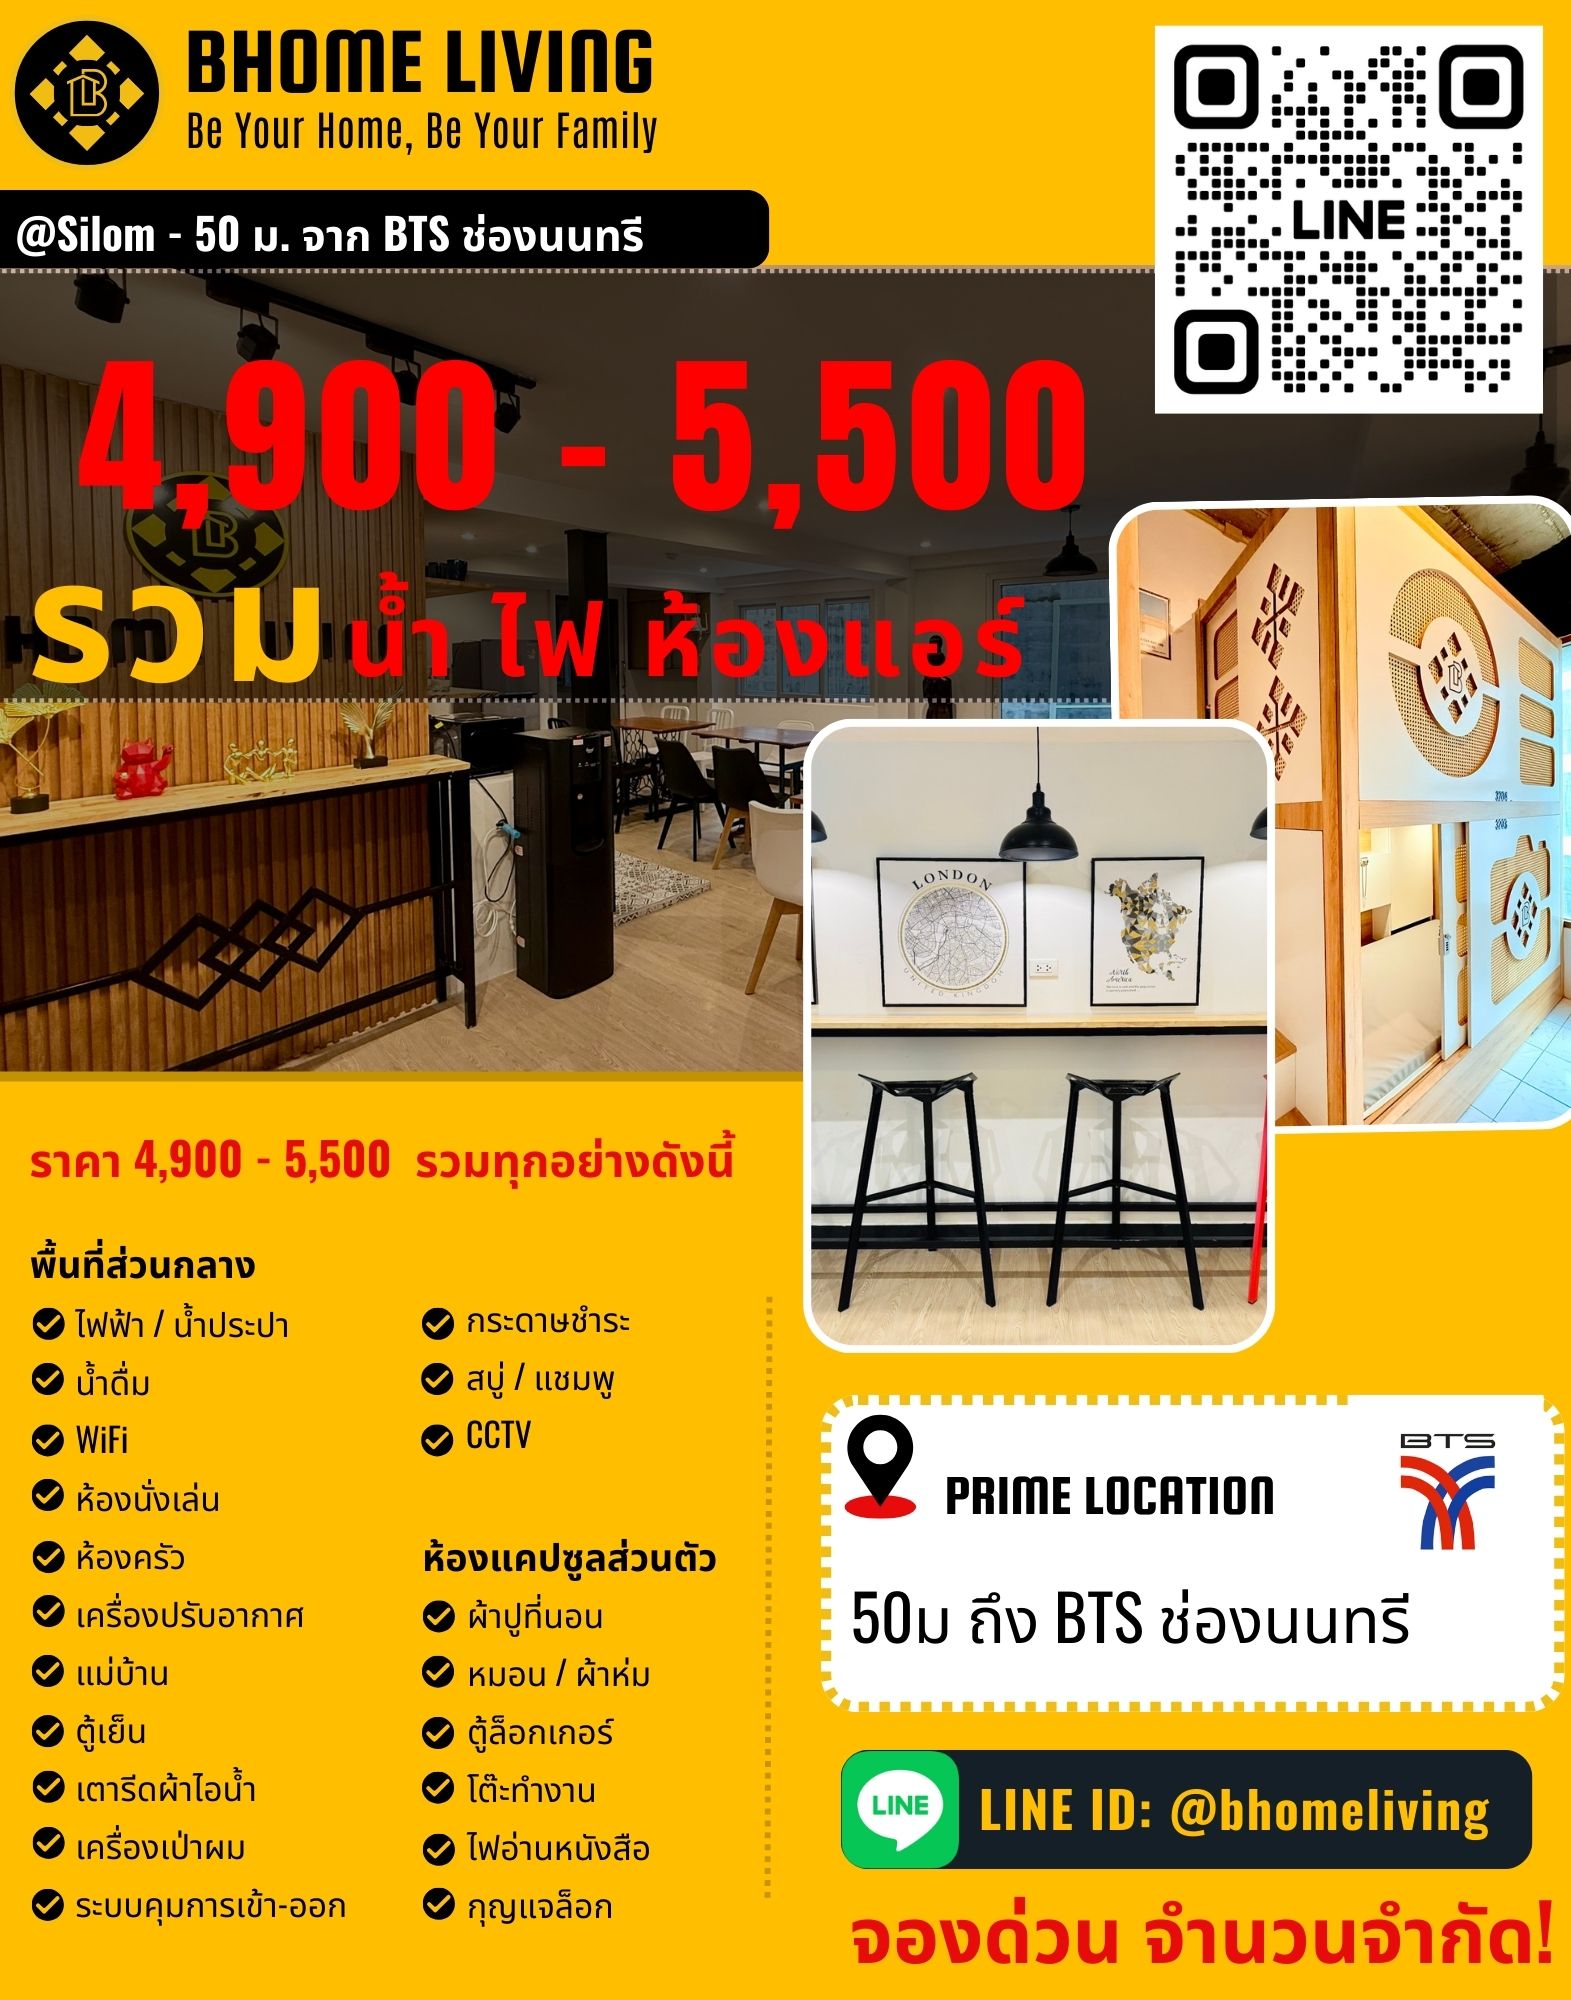 BHOME LIVING
Be Your Home, Be Your Family
@Silom - 50 ม. จาก BTS ช่องนนทรี
LINE
4,900 - 5,500
รวม น้ำ ไฟ ห้องแอร์
LONDON
UNITED KINGDOM
North
America
ราคา 4,900 - 5,500 รวมทุกอย่างดังนี้
พื้นที่ส่วนกลาง
ไฟฟ้า / น้ำประปา
น้ำดื่ม
WiFi
ห้องนั่งเล่น
ห้องครัว
เครื่องปรับอากาศ
แม่บ้าน
ตู้เย็น
เตารีดผ้าไอน้ำ
เครื่องเป่าผม
ระบบคุมการเข้า-ออก
กระดาษชำระ
สบู่ / แชมพู
CCTV
ห้องแคปซูลส่วนตัว
ผ้าปูที่นอน
หมอน / ผ้าห่ม
ตู้ล็อกเกอร์
โต๊ะทำงาน
ไฟอ่านหนังสือ
กุญแจล็อก
PRIME LOCATION
BTS
50ม ถึง BTS ช่องนนทรี
LINE
LINE ID: @bhomeliving
จองด่วน จำนวนจำกัด!